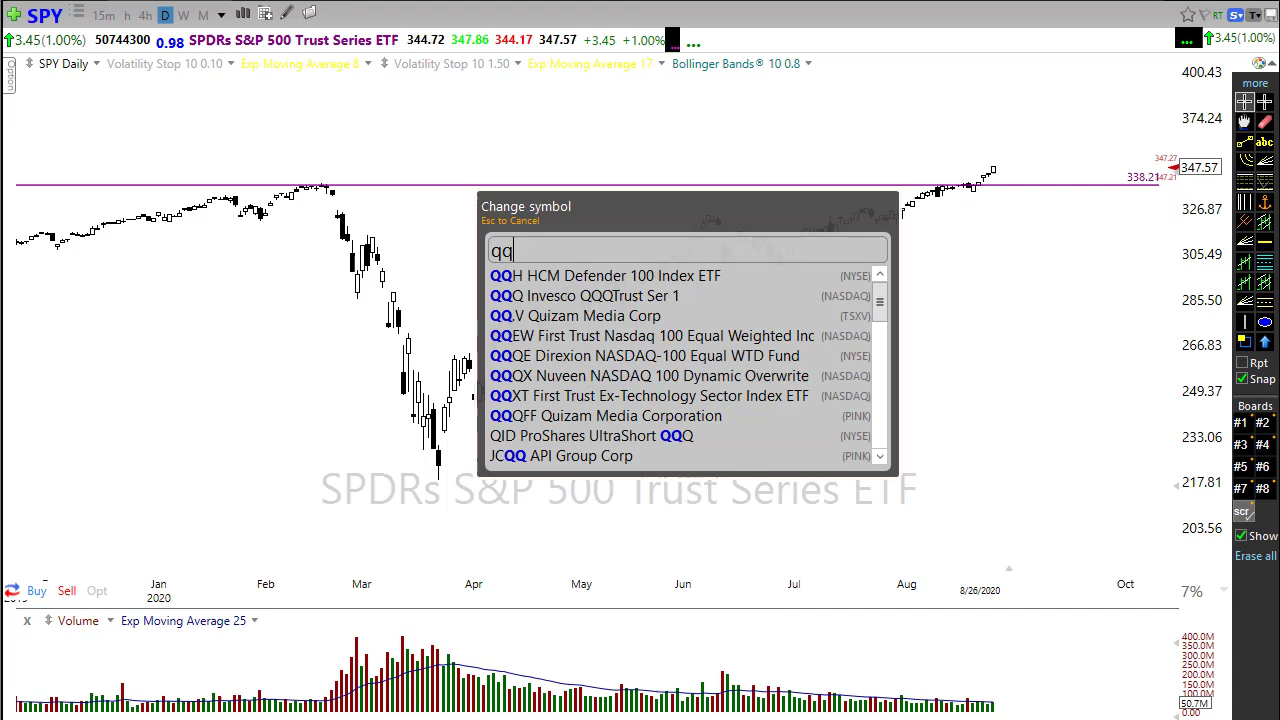 SPY 15m h 4h D W M RT S T
3.45(1.00%) 50744300 0.98 SPDRs S&P 500 Trust Series ETF 344.72 347.86 344.17 347.57 +3.45 +1.00% ... ... ... 3.45(1.00%)
Option SPY Daily Volatility Stop 10 0.10 Exp Moving Average 8 Volatility Stop 10 1.50 Exp Moving Average 17 Bollinger Bands® 10 0.8
400.43
more
374.24
abc
347.27
347.57
338.21
347.21
326.87
305.49
285.50
266.83
249.37
233.06
217.81
203.56
Change symbol
Esc to Cancel
qq
QQH HCM Defender 100 Index ETF (NYSE)
QQQ Invesco QQQTrust Ser 1 (NASDAQ)
QQ.V Quizam Media Corp (TSXV)
QQEW First Trust Nasdaq 100 Equal Weighted Inc (NASDAQ)
QQQE Direxion NASDAQ-100 Equal WTD Fund (NYSE)
QQQX Nuveen NASDAQ 100 Dynamic Overwrite (NASDAQ)
QQXT First Trust Ex-Technology Sector Index ETF (NASDAQ)
QQQFF Quizam Media Corporation (PINK)
QID ProShares UltraShort QQQ (NYSE)
JCQQ API Group Corp (PINK)
SPDRs S&P 500 Trust Series ETF
Rpt
Snap
Boards
#1 #2
#3 #4
#5 #6
#7 #8
scr
Show
Erase all
Buy Sell Opt
Jan Feb Mar Apr May Jun Jul Aug Oct
2020 8/26/2020 7%
x Volume Exp Moving Average 25
400.0M
350.0M
300.0M
250.0M
200.0M
150.0M
100.0M
50.7M
0.00